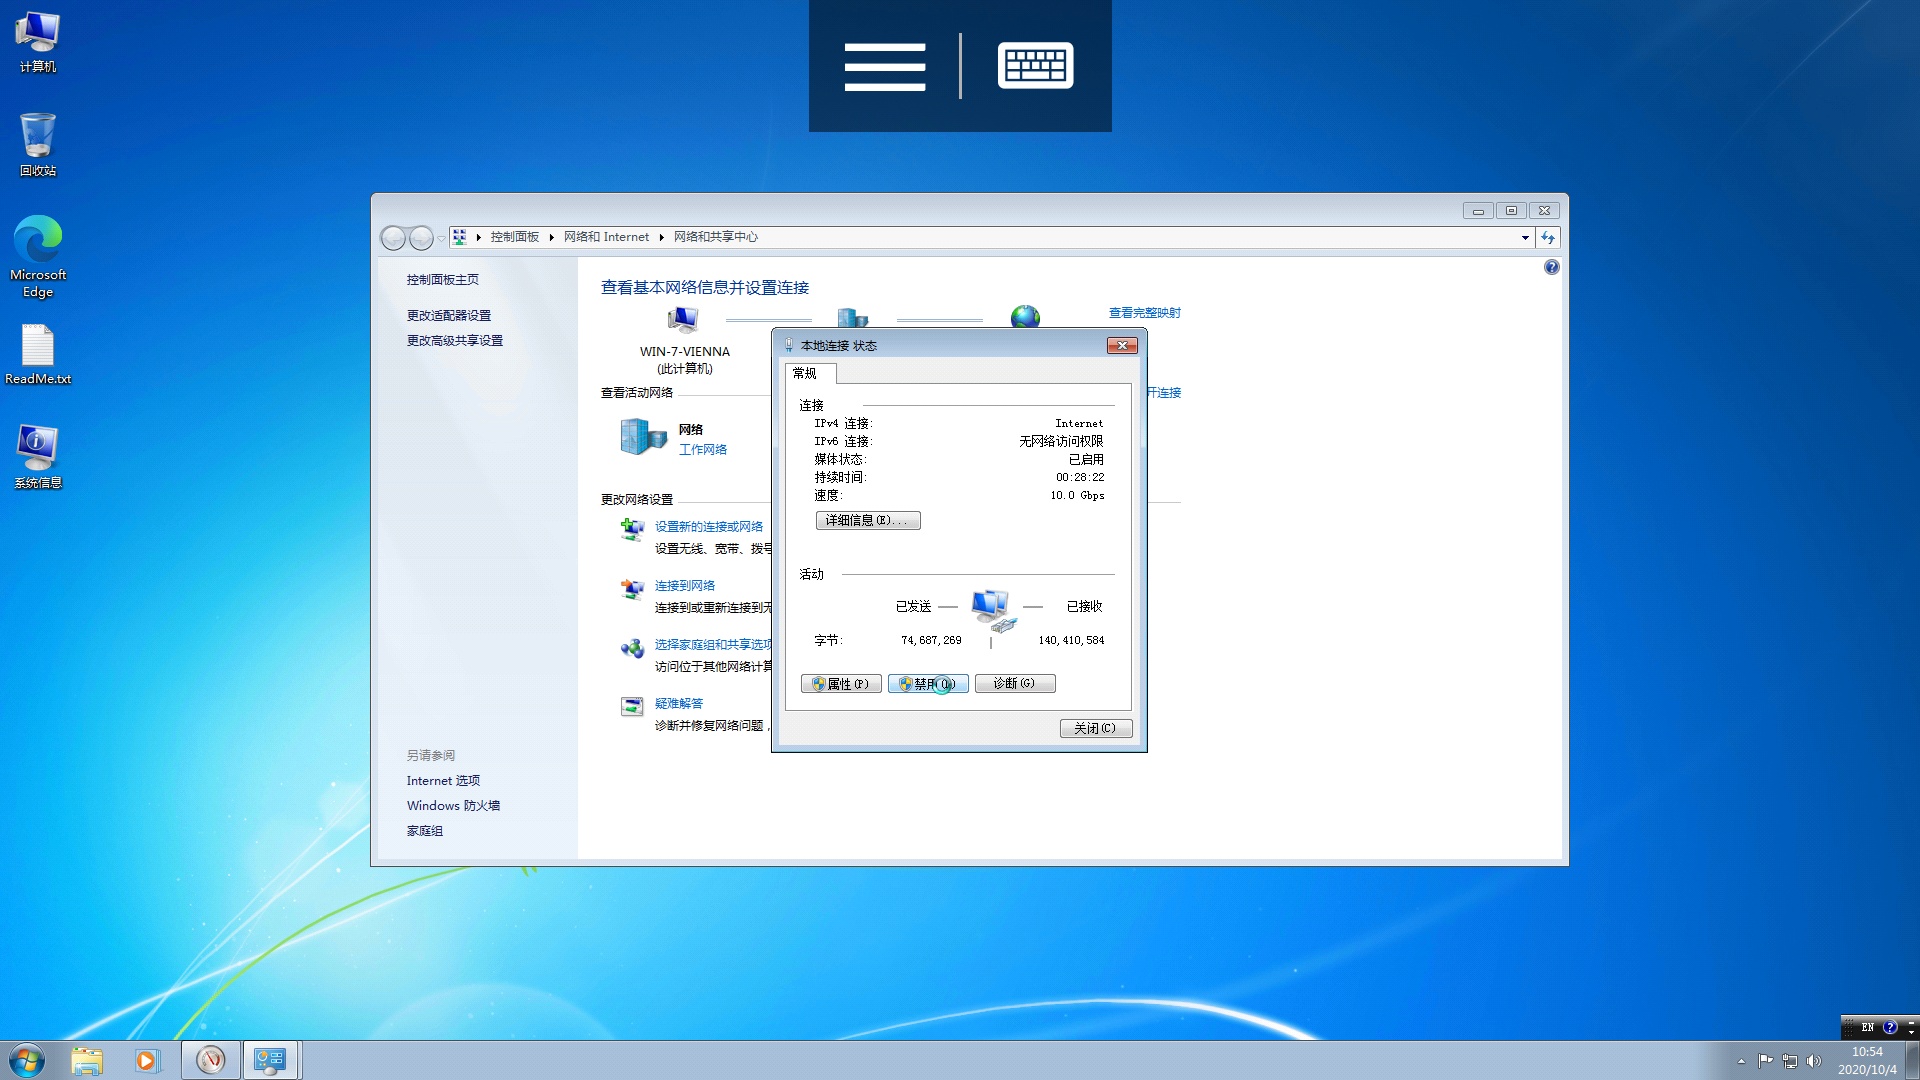 计算机
回收站
Microsoft
Edge
ReadMe.txt
系统信息
控制面板
网络和 Internet
网络和共享中心
控制面板主页
更改适配器设置
更改高级共享设置
另请参阅
Internet 选项
Windows 防火墙
家庭组
查看基本网络信息并设置连接
查看完整映射
WIN-7-VIENNA
(此计算机)
查看活动网络
开连接
网络
工作网络
更改网络设置
设置新的连接或网络
设置无线、宽带、拨号
连接到网络
连接到或重新连接到无
选择家庭组和共享选项
访问位于其他网络计算
疑难解答
诊断并修复网络问题，
本地连接 状态
常规
连接
IPv4 连接: Internet
IPv6 连接: 无网络访问权限
媒体状态: 已启用
持续时间: 00:28:22
速度: 10.0 Gbps
详细信息(E)...
活动
已发送 — — 已接收
字节: 74,687,269 | 140,410,584
属性(P) 禁用(D) 诊断(G)
关闭(C)
EN
10:54
2020/10/4